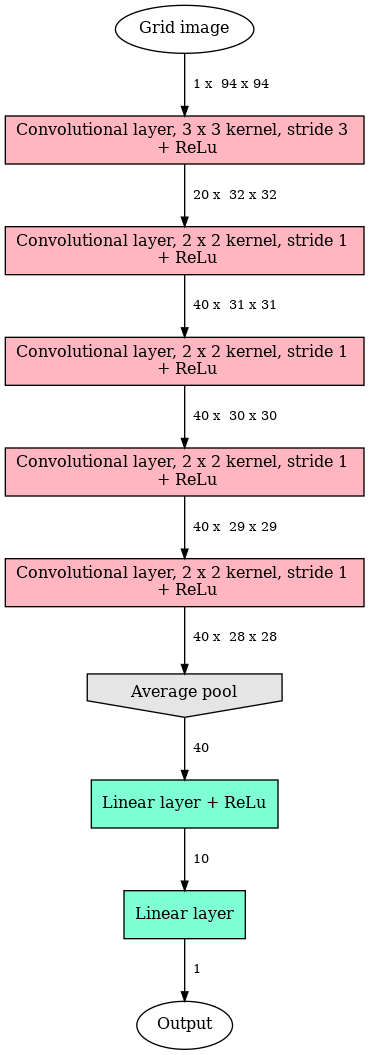 Grid image
1 x  94 x 94
Convolutional layer, 3 x 3 kernel, stride 3
+ ReLu
20 x  32 x 32
Convolutional layer, 2 x 2 kernel, stride 1
+ ReLu
40 x  31 x 31
Convolutional layer, 2 x 2 kernel, stride 1
+ ReLu
40 x  30 x 30
Convolutional layer, 2 x 2 kernel, stride 1
+ ReLu
40 x  29 x 29
Convolutional layer, 2 x 2 kernel, stride 1
+ ReLu
40 x  28 x 28
Average pool
40
Linear layer + ReLu
10
Linear layer
1
Output